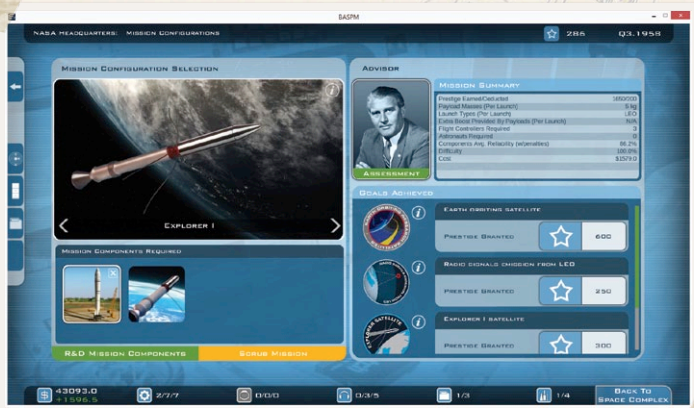 BASPM
NASA Headquarters: Mission Configurations
286
Q3.1958
Mission Configuration Selection
Explorer I
Mission Components Required
R&D Mission Components
Scrub Mission
Advisor
Assessment
Mission Summary
Prestige Earned/Deducted
Payload Masses (Per Launch) 5 kg
Launch Types (Per Launch) LEO
Extra Boost Provided By Payloads (Per Launch) N/A
Flight Controllers Required 3
Astronauts Required 0
Components Avg. Reliability (w/penalties) 86.2%
Difficulty 100.0%
Cost $1579.0
Goals Achieved
Earth orbiting satellite
Prestige Granted 600
Radio signals emission from LEO
Prestige Granted 250
Explorer I satellite
Prestige Granted 300
43093.0
+1596.5
2/7/7
0/0/0
0/3/5
1/3
1/4
Back To
Space Complex